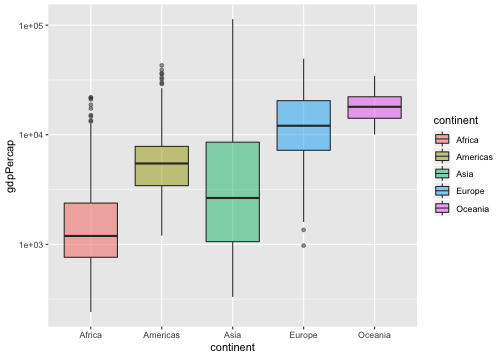 1e+05
1e+04
1e+03
gdpPercap
Africa
Americas
Asia
Europe
Oceania
continent
continent
Africa
Americas
Asia
Europe
Oceania